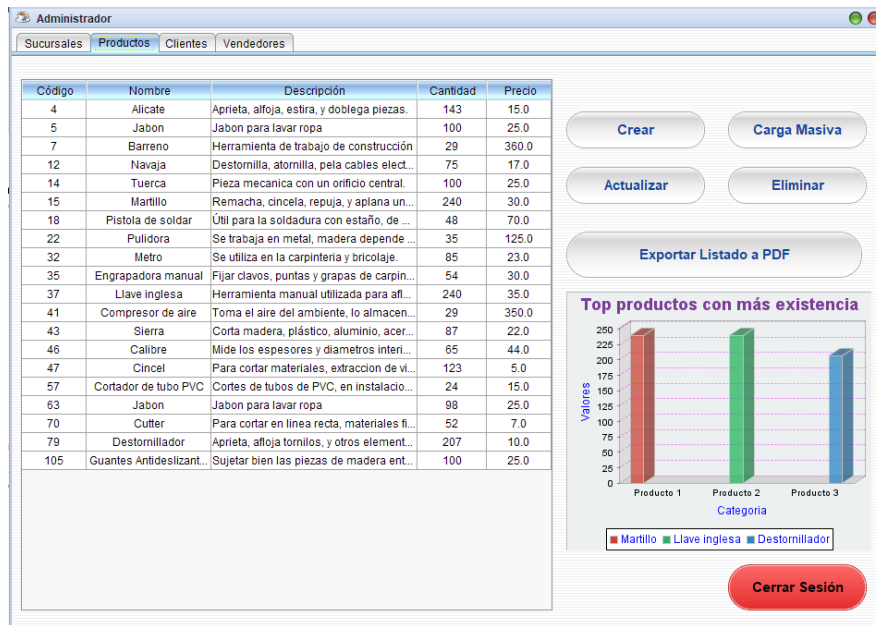 Administrador
Sucursales Productos Clientes Vendedores
Código Nombre Descripción Cantidad Precio
4 Alicate Aprieta, alfoja, estira, y doblega piezas. 143 15.0
5 Jabon Jabon para lavar ropa 100 25.0
7 Barreno Herramienta de trabajo de construcción 29 360.0
12 Navaja Destornilla, atornilla, pela cables elect... 75 17.0
14 Tuerca Pieza mecanica con un orificio central. 100 25.0
15 Martillo Remacha, cincela, repuja, y aplana un... 240 30.0
18 Pistola de soldar Útil para la soldadura con estaño, de ... 48 70.0
22 Pulidora Se trabaja en metal, madera depende ... 35 125.0
32 Metro Se utiliza en la carpinteria y bricolaje. 85 23.0
35 Engrapadora manual Fijar clavos, puntas y grapas de carpin... 54 30.0
37 Llave inglesa Herramienta manual utilizada para afl... 240 35.0
41 Compresor de aire Toma el aire del ambiente, lo almacen... 29 350.0
43 Sierra Corta madera, plástico, aluminio, acer... 87 22.0
46 Calibre Mide los espesores y diametros interi... 65 44.0
47 Cincel Para cortar materiales, extraccion de vi... 123 5.0
57 Cortador de tubo PVC Cortes de tubos de PVC, en instalacio... 24 15.0
63 Jabon Jabon para lavar ropa 98 25.0
70 Cutter Para cortar en linea recta, materiales fi... 52 7.0
79 Destornillador Aprieta, afloja tornilos, y otros element... 207 10.0
105 Guantes Antideslizant... Sujetar bien las piezas de madera ent... 100 25.0
Crear Carga Masiva
Actualizar Eliminar
Exportar Listado a PDF
Top productos con más existencia
Valores
250
225
200
175
150
125
100
75
50
25
0
Producto 1 Producto 2 Producto 3
Categoria
Martillo Llave inglesa Destornillador
Cerrar Sesión